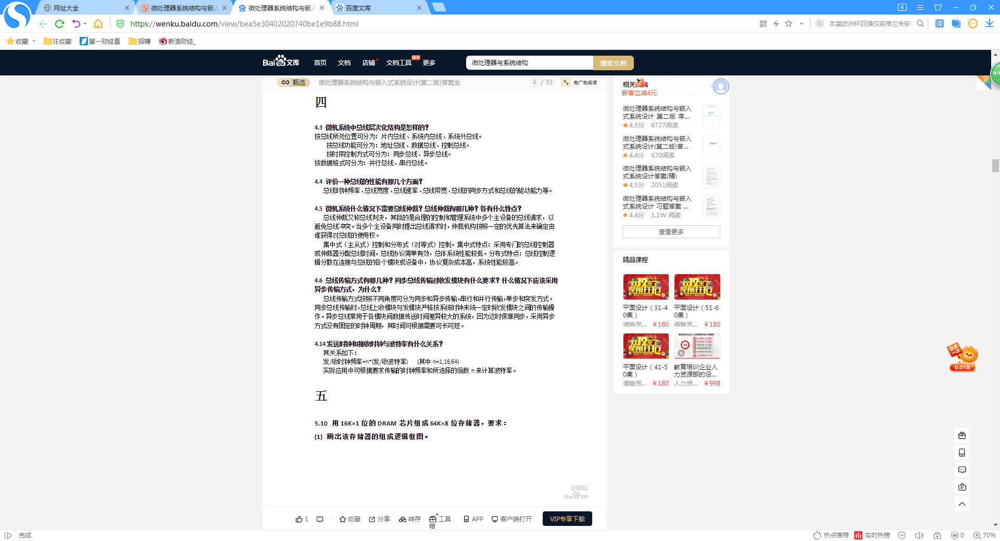 网址大全
微处理器系统结构与嵌入
微处理器系统结构与嵌入
百度文库
4
https://wenku.baidu.com/view/bea5e30402020740be1e9b88.html
本届欧洲杯四强仅英格兰未曾
译
收藏
IE收藏
第一财经直
招聘
新浪财经_
Bai du 文库
首页
文档
店铺
文档工具
限免
更多
微处理器与系统结构
搜索文档
49
甄选
微处理器系统结构与嵌入式系统设计(第二版)答案全
9 / 33
免广告阅读
四
4.3 微机系统中总线层次化结构是怎样的?
按总线所处位置可分为：片内总线、系统内总线、系统外总线。
按总线功能可分为：地址总线、数据总线、控制总线。
按时序控制方式可分为：同步总线、异步总线。
按数据格式可分为：并行总线、串行总线。
4.4 评价一种总线的性能有那几个方面?
总线时钟频率、总线宽度、总线速率、总线带宽、总线的同步方式和总线的驱动能力等。
4.5 微机系统什么情况下需要总线仲裁? 总线仲裁有哪几种? 各有什么特点?
总线仲裁又称总线判决，其目的是合理的控制和管理系统中多个主设备的总线请求，以
避免总线冲突。当多个主设备同时提出总线请求时，仲裁机构按照一定的优先算法来确定由
谁获得对总线的使用权。
集中式（主从式）控制和分布式（对等式）控制。集中式特点：采用专门的总线控制器
或仲裁器分配总线时间，总线协议简单有效，总体系统性能较低。分布式特点：总线控制逻
辑分散在连接与总线的各个模块或设备中，协议复杂成本高，系统性能较高。
4.6 总线传输方式有哪几种? 同步总线传输对收发模块有什么要求? 什么情况下应该采用
异步传输方式，为什么?
总线传输方式按照不同角度可分为同步和异步传输,串行和并行传输,单步和突发方式。
同步总线传输时,总线上收模块与发模块严格按系统时钟来统一定时收发模块之间的传输操
作。异步总线常用于各模块间数据传送时间差异较大的系统，因为这时很难同步，采用异步
方式没有固定的时钟周期，其时间可根据需要可长可短。
4.14 发送时钟和接收时钟与波特率有什么关系?
其关系如下：
发/收时钟频率=n*(发/收波特率) (其中 n=1,16,64)
实际应用中可根据要求传输的时钟频率和所选择的倍数 n 来计算波特率。
五
5.10 用 16K×1 位的 DRAM 芯片组成 64K×8 位存储器，要求：
(1) 画出该存储器的组成逻辑框图。
@魏超
Bai du 文库
1
收藏
分享
转存
工具箱
APP
客户端打开
VIP专享下载
相关
档
新客立减4元
微处理器系统结构与嵌入
式系统设计 第二版 李...
4.5分 6727阅读
微处理器系统结构与嵌入
式系统设计(第二版)答...
4.4分 670阅读
微处理器系统结构与嵌入
式系统设计答案(精)
4.5分 2051阅读
微处理器系统结构与嵌入
式系统设计 习题答案 ...
4.4分 1.1W 阅读
查看更多
精品课程
双12来了
提前开抢
双12来了
提前开抢
平面设计（31-4
0集）
德鲁克... ￥180
平面设计（51-6
0集）
德鲁克... ￥180
双12来了
提前开抢
平面设计（41-5
0集）
德鲁克... ￥180
目录
教育培训企业人
力资源部的设...
人力资... ￥998
仅此一次
0.01元
完成
热点推荐
实时热榜
0
70%